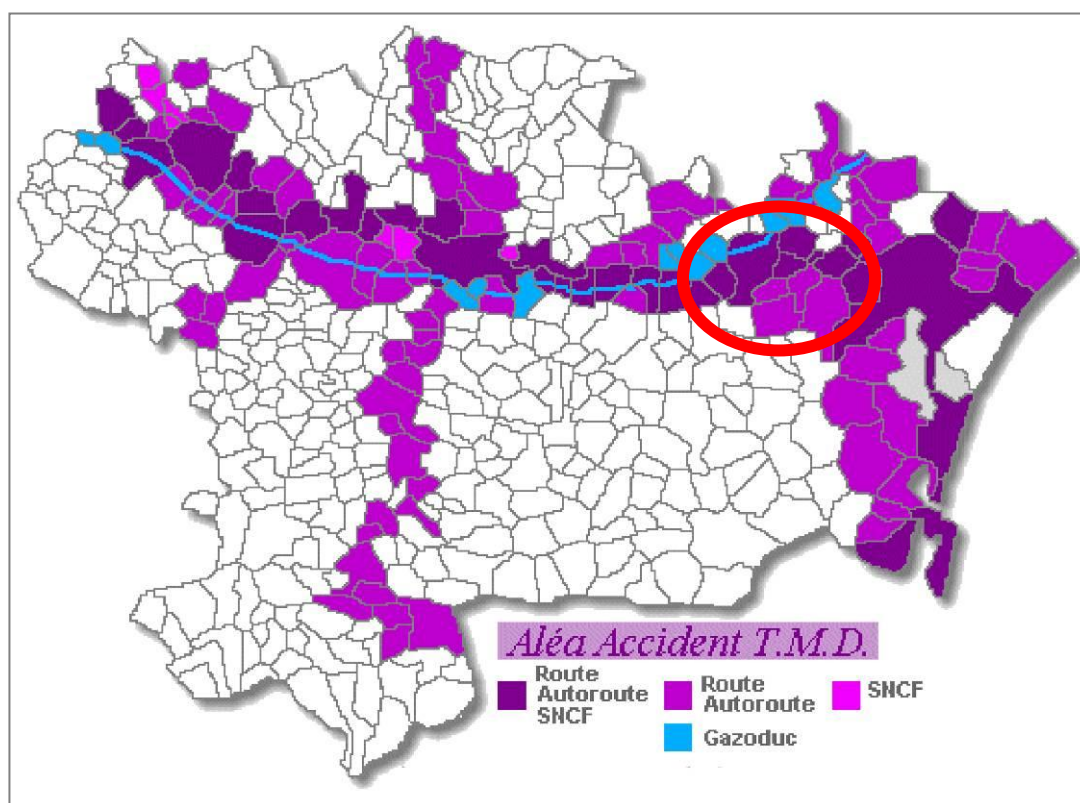 Aléa Accident T.M.D.
Route
Autoroute
SNCF
Route
Autoroute
SNCF
Gazoduc